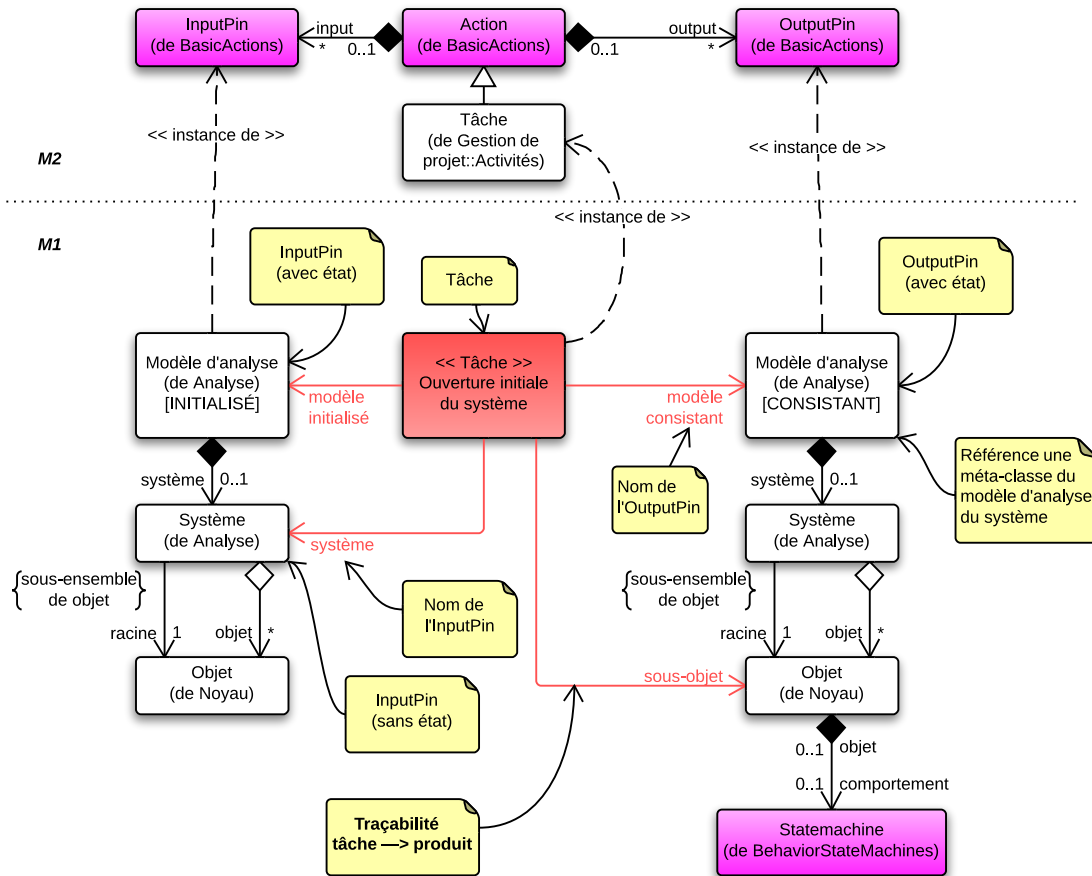 InputPin
(de BasicActions)
input
*
0..1
Action
(de BasicActions)
0..1
output
*
OutputPin
(de BasicActions)
<< instance de >>
Tâche
(de Gestion de
projet::Activités)
<< instance de >>
M2
<< instance de >>
M1
InputPin
(avec état)
Tâche
OutputPin
(avec état)
Modèle d'analyse
(de Analyse)
[INITIALISÉ]
modèle
initialisé
<< Tâche >>
Ouverture initiale
du système
modèle
consistant
Modèle d'analyse
(de Analyse)
[CONSISTANT]
Nom de
l'OutputPin
Référence une
méta-classe du
modèle d'analyse
du système
système
0..1
système
0..1
Système
(de Analyse)
système
Système
(de Analyse)
{sous-ensemble
de objet}
{sous-ensemble
de objet}
Nom de
l'InputPin
racine
1
objet
*
racine
1
objet
*
Objet
(de Noyau)
InputPin
(sans état)
sous-objet
Objet
(de Noyau)
0..1
objet
0..1
comportement
Traçabilité
tâche —> produit
Statemachine
(de BehaviorStateMachines)